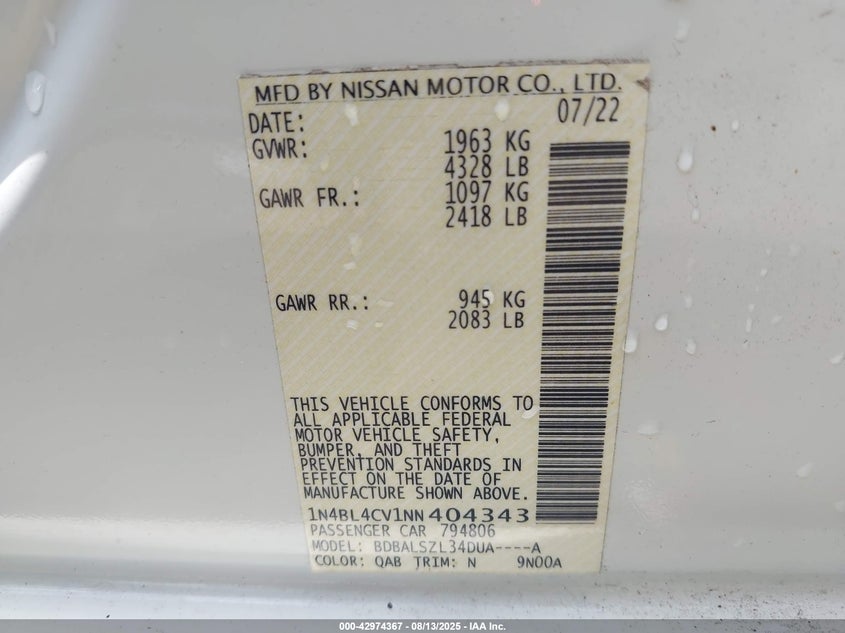 MFD BY NISSAN MOTOR CO., LTD.
DATE: 07/22
GVWR: 1963 KG
4328 LB
GAWR FR.: 1097 KG
2418 LB
GAWR RR.: 945 KG
2083 LB
THIS VEHICLE CONFORMS TO
ALL APPLICABLE FEDERAL
MOTOR VEHICLE SAFETY,
BUMPER, AND THEFT
PREVENTION STANDARDS IN
EFFECT ON THE DATE OF
MANUFACTURE SHOWN ABOVE.
1N4BL4CV1NN404343
PASSENGER CAR 794806
MODEL: BDBALSZL34DUA----A
COLOR: QAB TRIM: N 9N00A
000-42974367 - 08/13/2025 - IAA Inc.